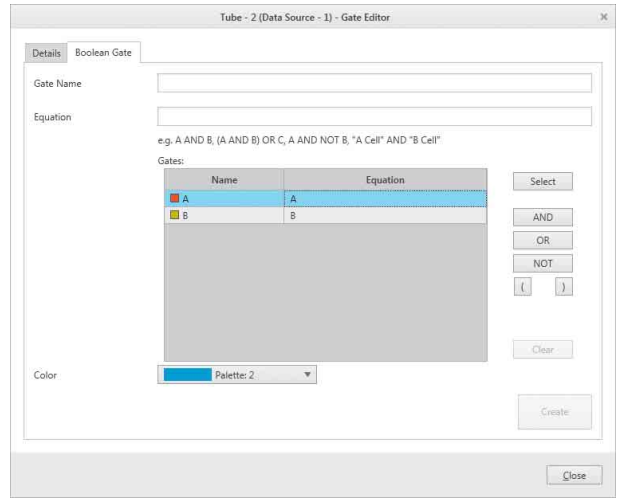 Tube - 2 (Data Source - 1) - Gate Editor
Details Boolean Gate
Gate Name
Equation
e.g. A AND B, (A AND B) OR C, A AND NOT B, "A Cell" AND "B Cell"
Gates:
Name Equation
A A
B B
Select
AND
OR
NOT
( )
Clear
Color Palette: 2
Create
Close